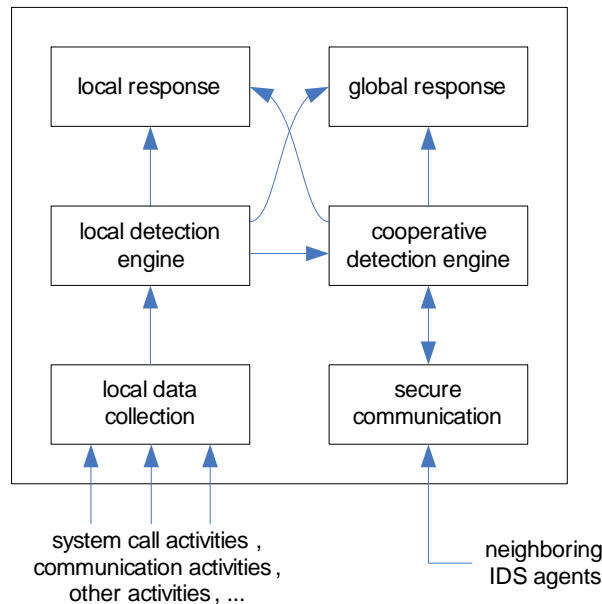 local response
global response
local detection
engine
cooperative
detection engine
local data
collection
secure
communication
system call activities ,
communication activities,
other activities , ...
neighboring
IDS agents